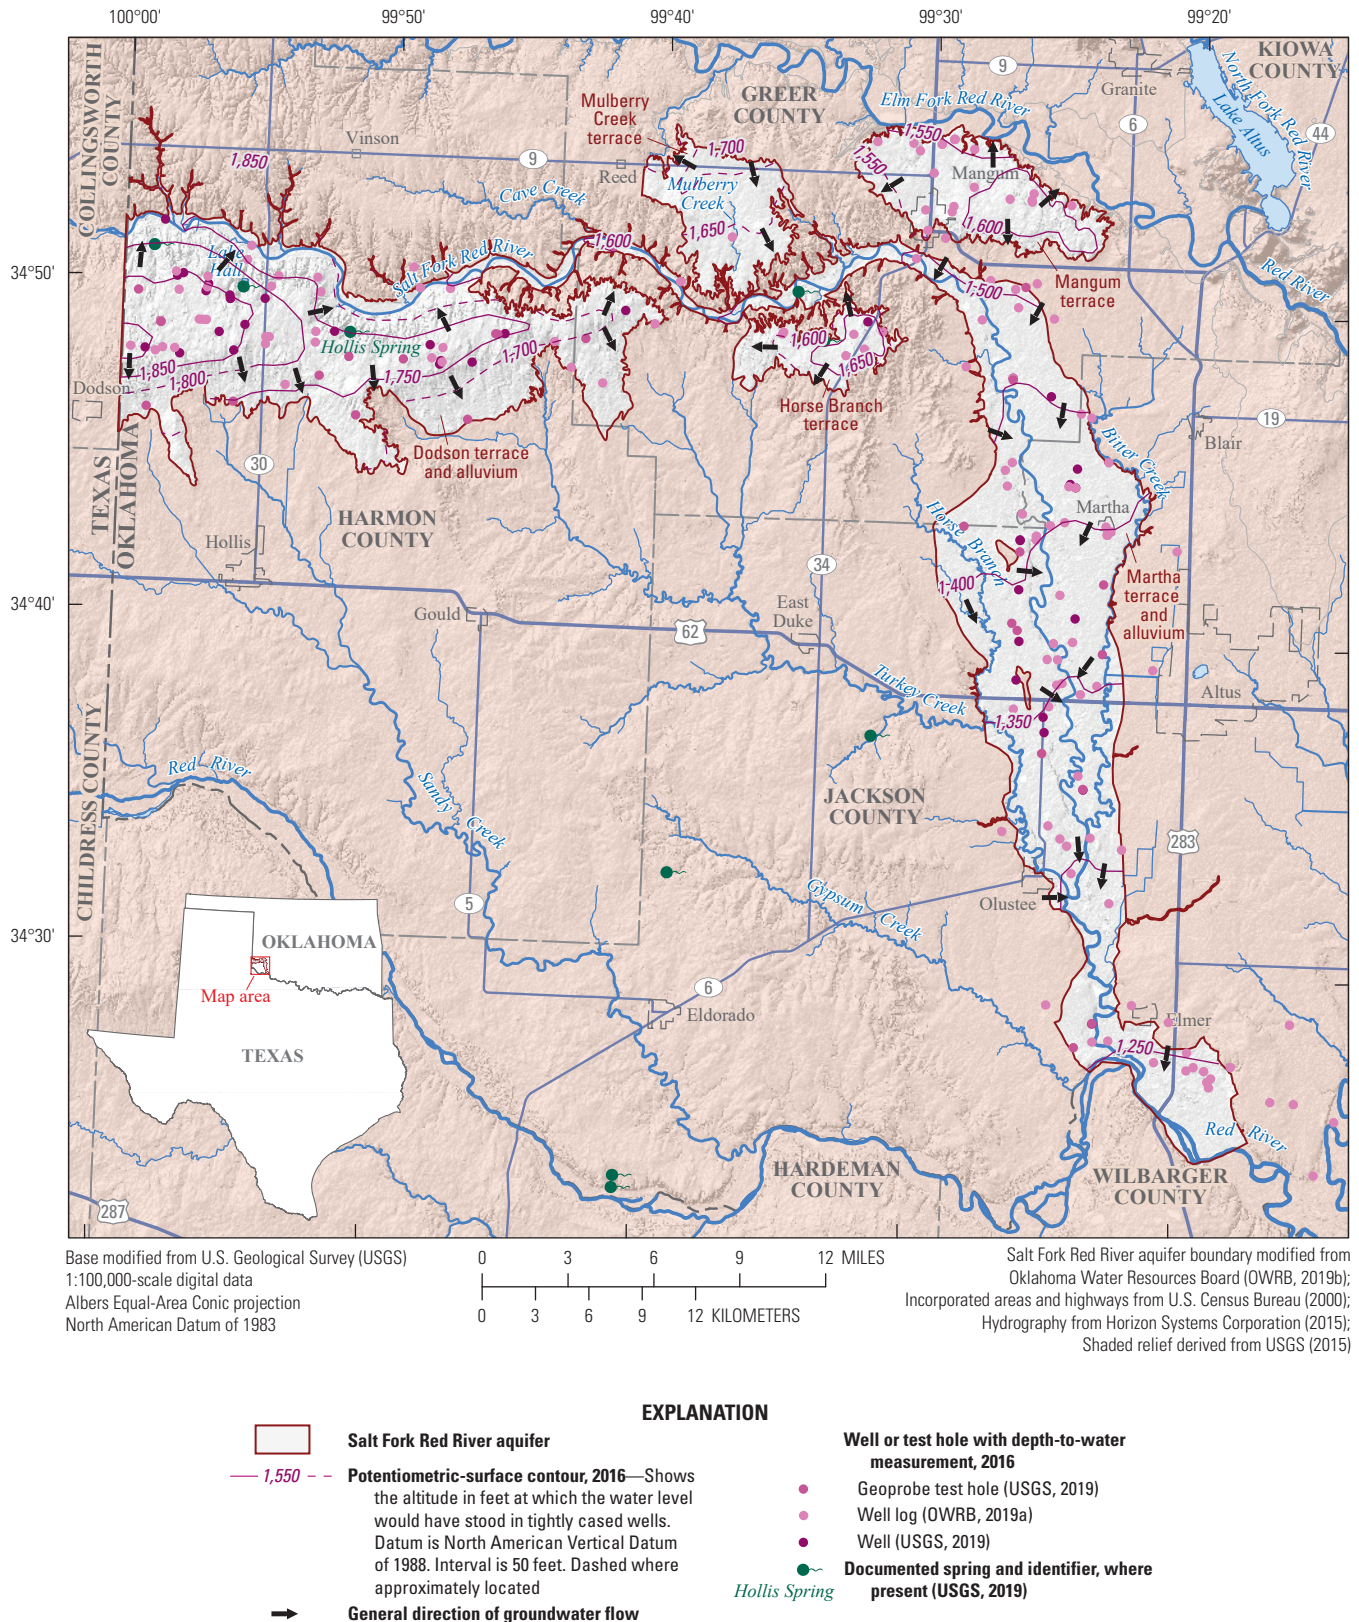 100°00'
99°50'
99°40'
99°30'
99°20'
34°50'
34°40'
34°30'
COLLINGSWORTH
COUNTY
KIOWA
COUNTY
GREER
COUNTY
HARMON
COUNTY
JACKSON
COUNTY
CHILDRESS COUNTY
HARDEMAN
COUNTY
WILBARGER
COUNTY
TEXAS
OKLAHOMA
Vinson
Reed
Granite
Mangum
Dodson
Hollis
Gould
East
Duke
Blair
Martha
Altus
Olustee
Elmer
Eldorado
9
9
6
44
30
34
19
62
5
6
283
287
Mulberry
Creek
terrace
Mangum
terrace
Horse Branch
terrace
Dodson terrace
and alluvium
Martha
terrace
and
alluvium
Elm Fork Red River
North Fork Red River
Lake Altus
Red River
Mulberry
Creek
Cave Creek
Salt Fork Red River
Lake
Hall
Hollis Spring
Bitter Creek
Horse Branch
Turkey Creek
Sandy Creek
Gypsum Creek
Red River
Red River
1,850
1,700
1,550
1,550
1,600
1,650
1,600
1,500
1,600
1,650
1,700
1,750
1,850
1,800
1,400
1,350
1,250
OKLAHOMA
Map area
TEXAS
Base modified from U.S. Geological Survey (USGS)
1:100,000-scale digital data
Albers Equal-Area Conic projection
North American Datum of 1983
0 3 6 9 12 MILES
0 3 6 9 12 KILOMETERS
Salt Fork Red River aquifer boundary modified from
Oklahoma Water Resources Board (OWRB, 2019b);
Incorporated areas and highways from U.S. Census Bureau (2000);
Hydrography from Horizon Systems Corporation (2015);
Shaded relief derived from USGS (2015)
EXPLANATION
Salt Fork Red River aquifer
1,550
Potentiometric-surface contour, 2016—Shows
the altitude in feet at which the water level
would have stood in tightly cased wells.
Datum is North American Vertical Datum
of 1988. Interval is 50 feet. Dashed where
approximately located
General direction of groundwater flow
Well or test hole with depth-to-water
measurement, 2016
Geoprobe test hole (USGS, 2019)
Well log (OWRB, 2019a)
Well (USGS, 2019)
Documented spring and identifier, where
present (USGS, 2019)
Hollis Spring